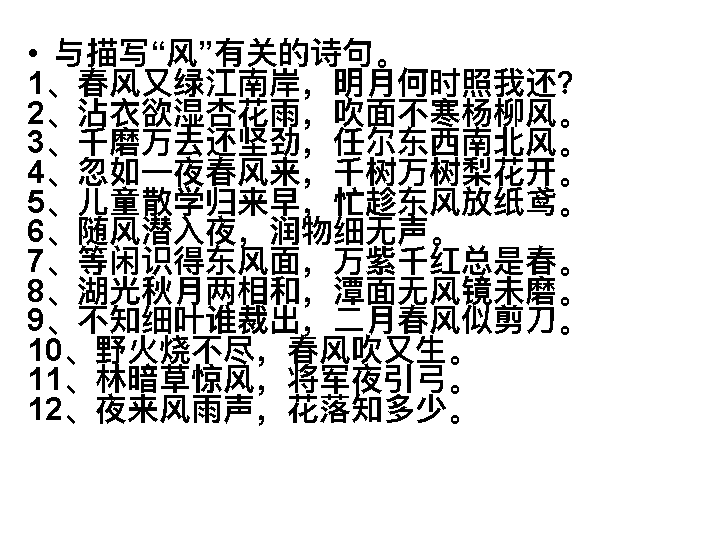 • 与描写“风”有关的诗句。
1、春风又绿江南岸，明月何时照我还?
2、沾衣欲湿杏花雨，吹面不寒杨柳风。
3、千磨万击还坚劲，任尔东西南北风。
4、忽如一夜春风来，千树万树梨花开。
5、儿童散学归来早，忙趁东风放纸鸢。
6、随风潜入夜，润物细无声。
7、等闲识得东风面，万紫千红总是春。
8、湖光秋月两相和，潭面无风镜未磨。
9、不知细叶谁裁出，二月春风似剪刀。
10、野火烧不尽，春风吹又生。
11、林暗草惊风，将军夜引弓。
12、夜来风雨声，花落知多少。